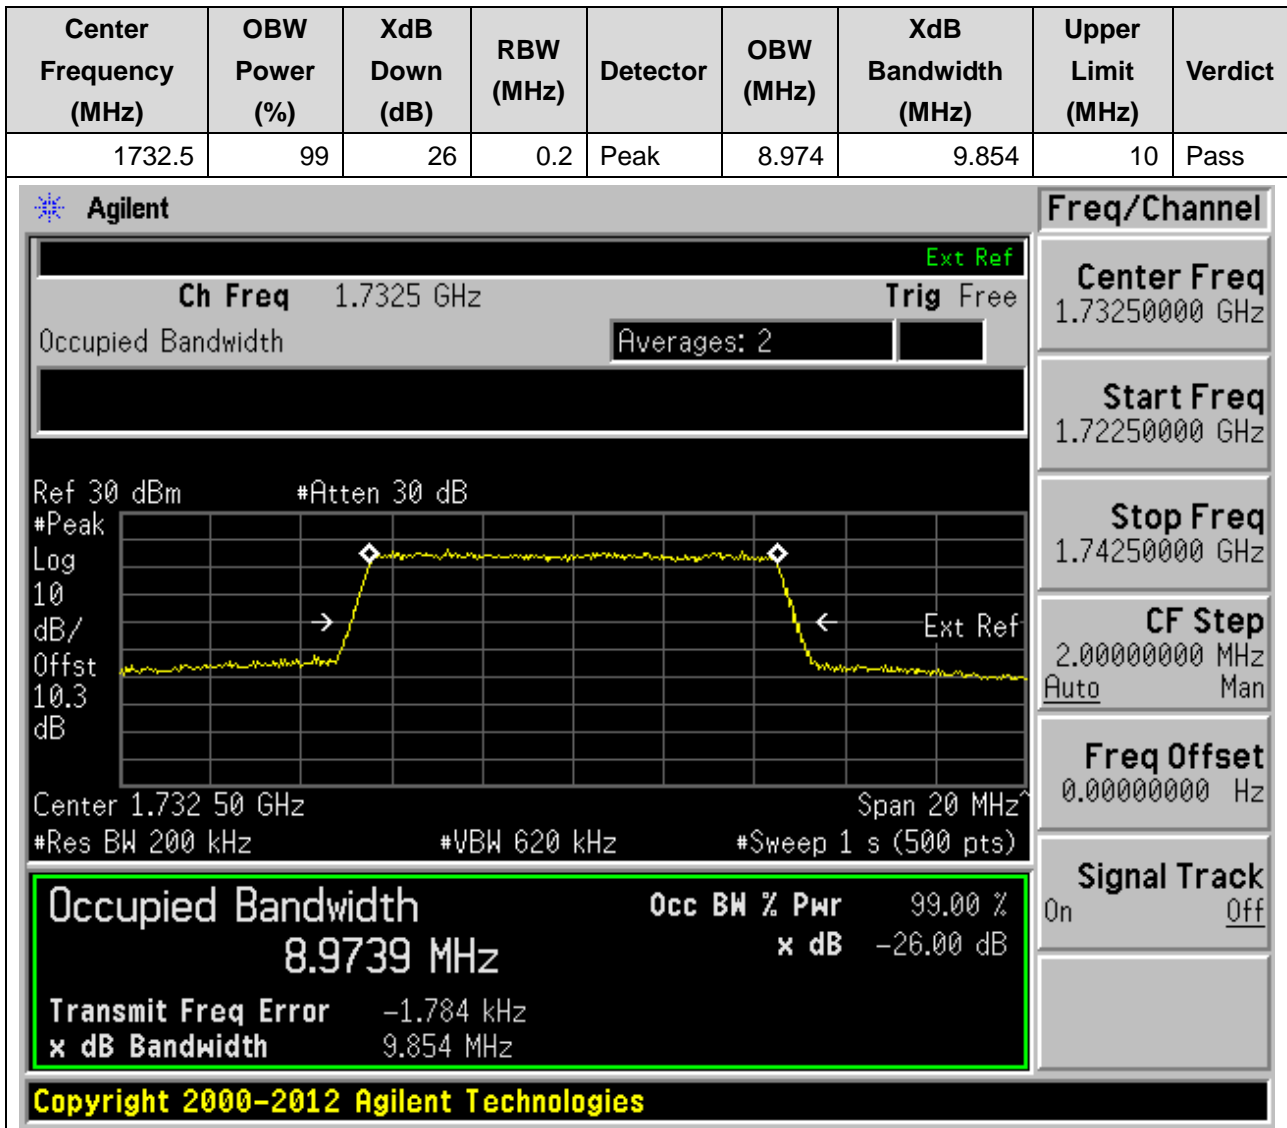 Center Frequency (MHz) OBW Power (%) XdB Down (dB) RBW (MHz) Detector OBW (MHz) XdB Bandwidth (MHz) Upper Limit (MHz) Verdict
1732.5 99 26 0.2 Peak 8.974 9.854 10 Pass
Agilent
Freq/Channel
Ext Ref
Ch Freq 1.7325 GHz Trig Free
Occupied Bandwidth Averages: 2
Ref 30 dBm #Atten 30 dB
#Peak
Log
10
dB/
Offst
10.3
dB
Ext Ref
Center 1.732 50 GHz Span 20 MHz^
#Res BW 200 kHz #VBW 620 kHz #Sweep 1 s (500 pts)
Occupied Bandwidth
8.9739 MHz
Occ BW % Pwr 99.00 %
x dB -26.00 dB
Transmit Freq Error -1.784 kHz
x dB Bandwidth 9.854 MHz
Center Freq
1.73250000 GHz
Start Freq
1.72250000 GHz
Stop Freq
1.74250000 GHz
CF Step
2.00000000 MHz
Auto Man
Freq Offset
0.00000000 Hz
Signal Track
On Off
Copyright 2000-2012 Agilent Technologies